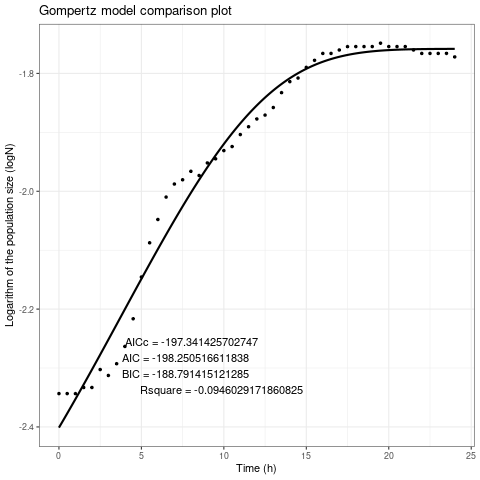 Gompertz model comparison plot
Logarithm of the population size (logN)
-1.8
-2.0
-2.2
-2.4
AICc = -197.341425702747
AIC = -198.250516611838
BIC = -188.791415121285
Rsquare = -0.0946029171860825
0
5
10
15
20
25
Time (h)